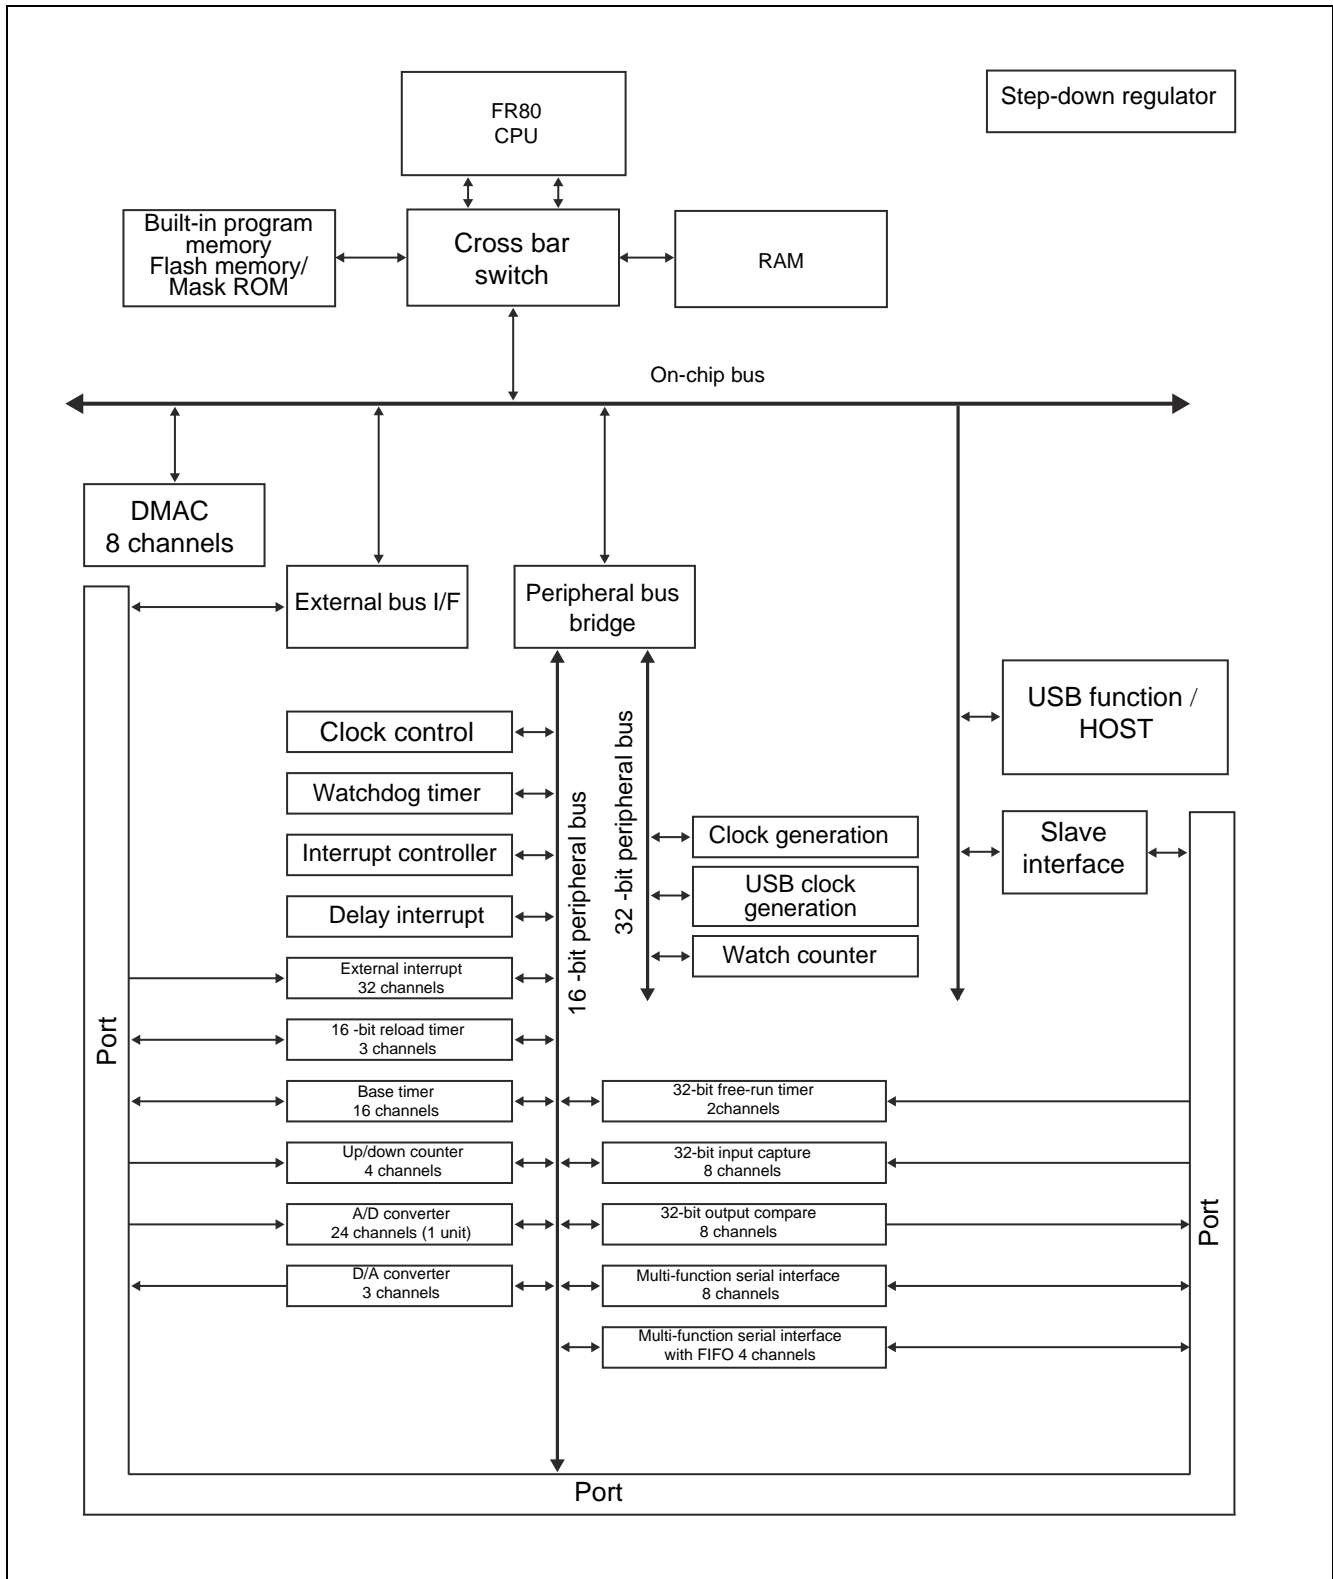 FR80
CPU
Step-down regulator
Built-in program
memory
Flash memory/
Mask ROM
Cross bar
switch
RAM
On-chip bus
DMAC
8 channels
External bus I/F
Peripheral bus
bridge
USB function /
HOST
Clock control
Watchdog timer
Interrupt controller
Delay interrupt
External interrupt
32 channels
16 -bit reload timer
3 channels
Base timer
16 channels
Up/down counter
4 channels
A/D converter
24 channels (1 unit)
D/A converter
3 channels
16 -bit peripheral bus
32 -bit peripheral bus
Clock generation
USB clock
generation
Watch counter
Slave
interface
32-bit free-run timer
2channels
32-bit input capture
8 channels
32-bit output compare
8 channels
Multi-function serial interface
8 channels
Multi-function serial interface
with FIFO 4 channels
Port
Port
Port